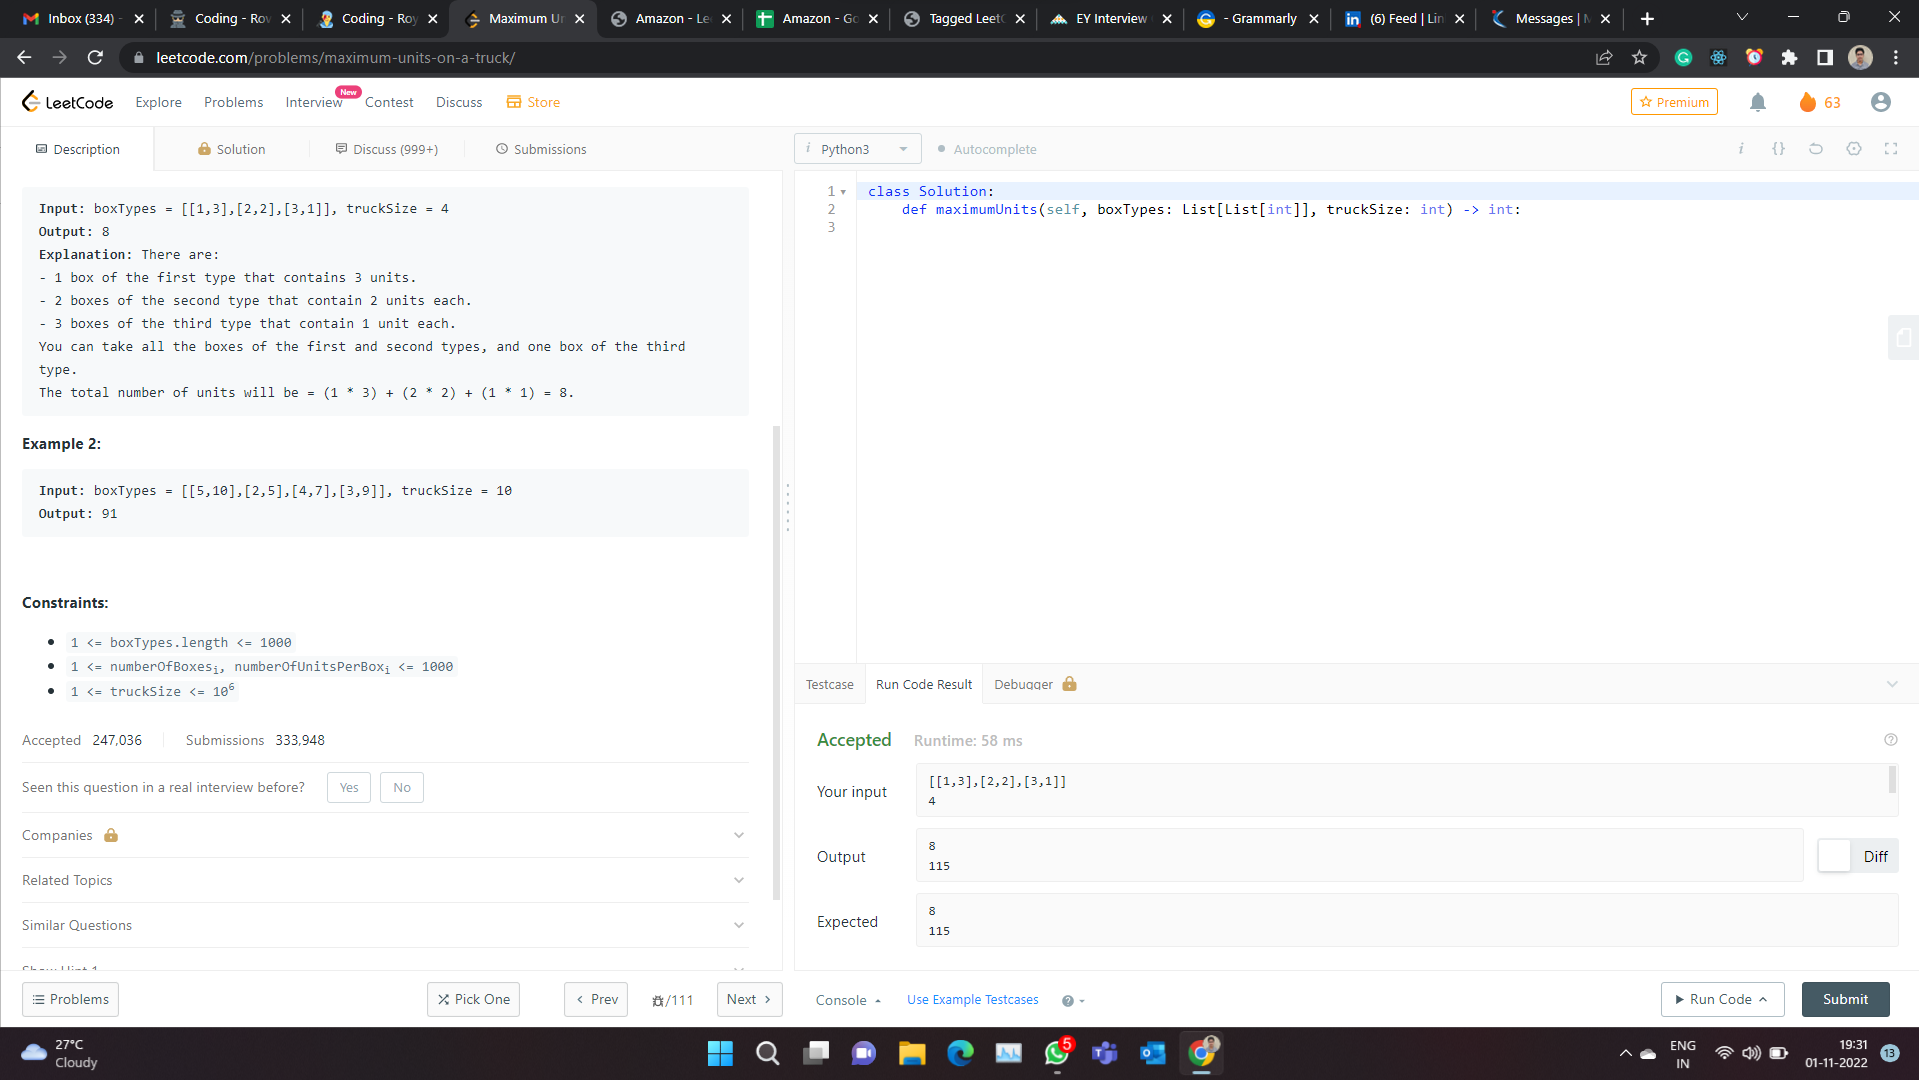 Inbox (334) -
Coding - Rov
Coding - Roy
Maximum Ur
Amazon - Le
Amazon - Go
Tagged Leet
EY Interview
- Grammarly
(6) Feed | Lin
Messages |
leetcode.com/problems/maximum-units-on-a-truck/
LeetCode
Explore
Problems
Interview
New
Contest
Discuss
Store
Premium
63
Description
Solution
Discuss (999+)
Submissions
Input: boxTypes = [[1,3],[2,2],[3,1]], truckSize = 4
Output: 8
Explanation: There are:
- 1 box of the first type that contains 3 units.
- 2 boxes of the second type that contain 2 units each.
- 3 boxes of the third type that contain 1 unit each.
You can take all the boxes of the first and second types, and one box of the third
type.
The total number of units will be = (1 * 3) + (2 * 2) + (1 * 1) = 8.
Example 2:
Input: boxTypes = [[5,10],[2,5],[4,7],[3,9]], truckSize = 10
Output: 91
Constraints:
1 <= boxTypes.length <= 1000
1 <= numberOfBoxesᵢ, numberOfUnitsPerBoxᵢ <= 1000
1 <= truckSize <= 10⁶
Accepted 247,036 Submissions 333,948
Seen this question in a real interview before? Yes No
Companies
Related Topics
Similar Questions
Show Hint 1
Problems
Pick One
Prev
/111
Next
Python3
Autocomplete
1 class Solution:
2 def maximumUnits(self, boxTypes: List[List[int]], truckSize: int) -> int:
3
Testcase
Run Code Result
Debugger
Accepted Runtime: 58 ms
Your input
[[1,3],[2,2],[3,1]]
4
Output
8
115
Diff
Expected
8
115
Console
Use Example Testcases
Run Code
Submit
27°C
Cloudy
5
ENG
IN
19:31
01-11-2022
13